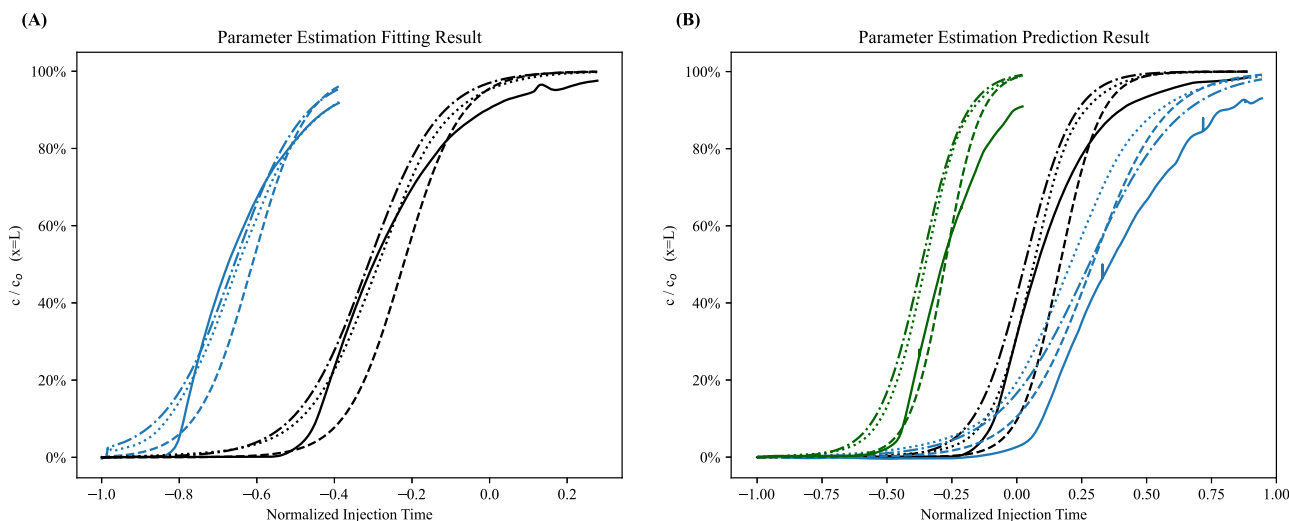 (A)
Parameter Estimation Fitting Result
100%
80%
60%
40%
20%
0%
c / c₀ (x=L)
−1.0 −0.8 −0.6 −0.4 −0.2 0.0 0.2
Normalized Injection Time
(B)
Parameter Estimation Prediction Result
100%
80%
60%
40%
20%
0%
c / c₀ (x=L)
−1.00 −0.75 −0.50 −0.25 0.00 0.25 0.50 0.75 1.00
Normalized Injection Time